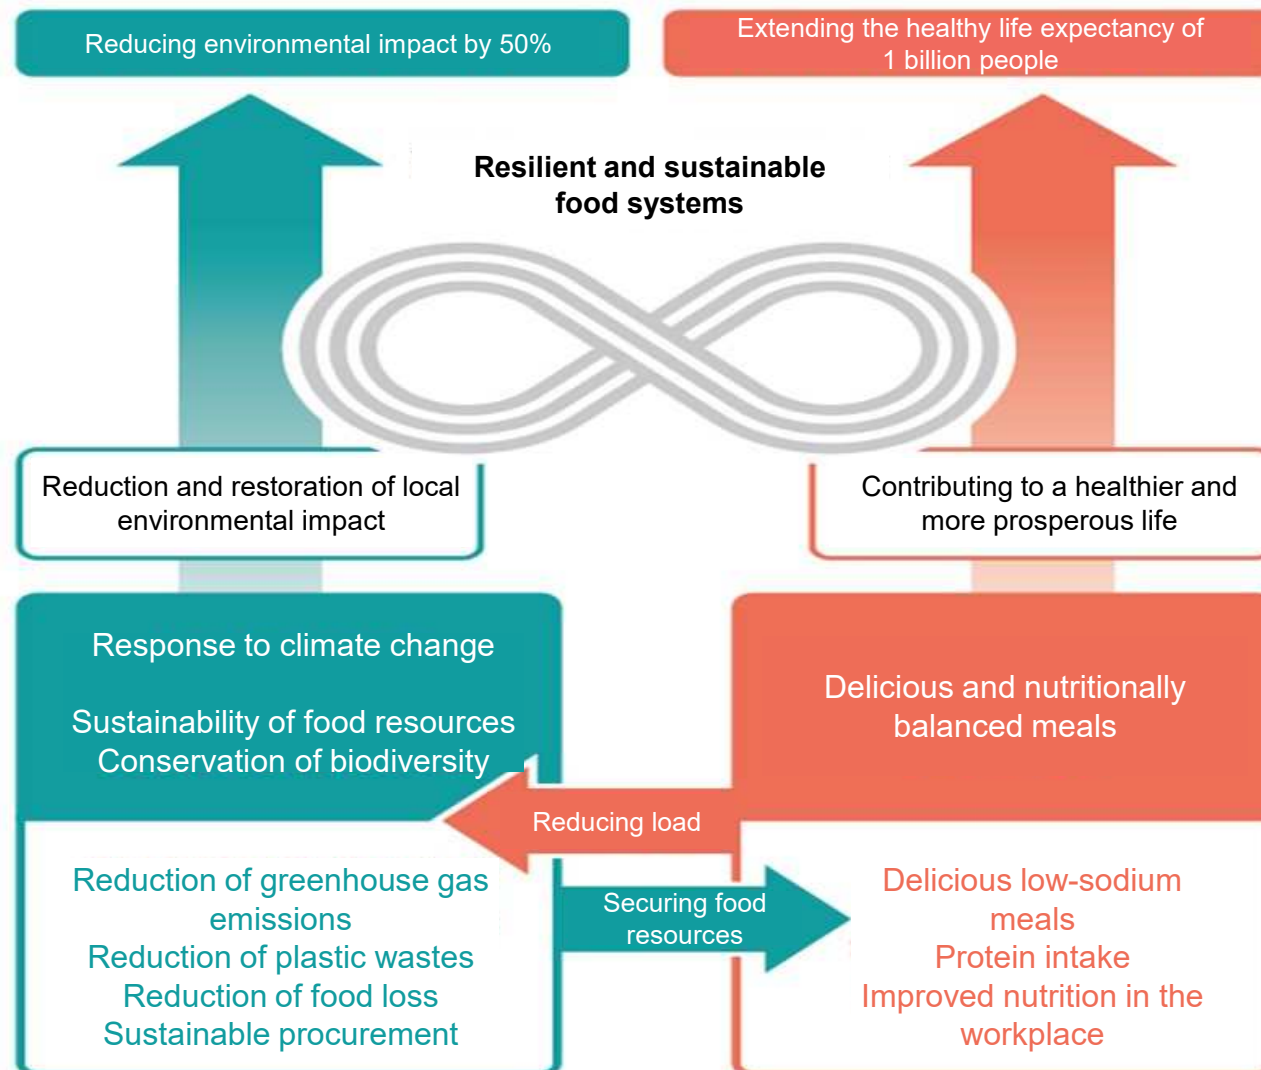 Reducing environmental impact by 50%
Extending the healthy life expectancy of
1 billion people
Resilient and sustainable
food systems
Reduction and restoration of local
environmental impact
Contributing to a healthier and
more prosperous life
Response to climate change
Sustainability of food resources
Conservation of biodiversity
Delicious and nutritionally
balanced meals
Reducing load
Securing food
resources
Reduction of greenhouse gas
emissions
Reduction of plastic wastes
Reduction of food loss
Sustainable procurement
Delicious low-sodium
meals
Protein intake
Improved nutrition in the
workplace